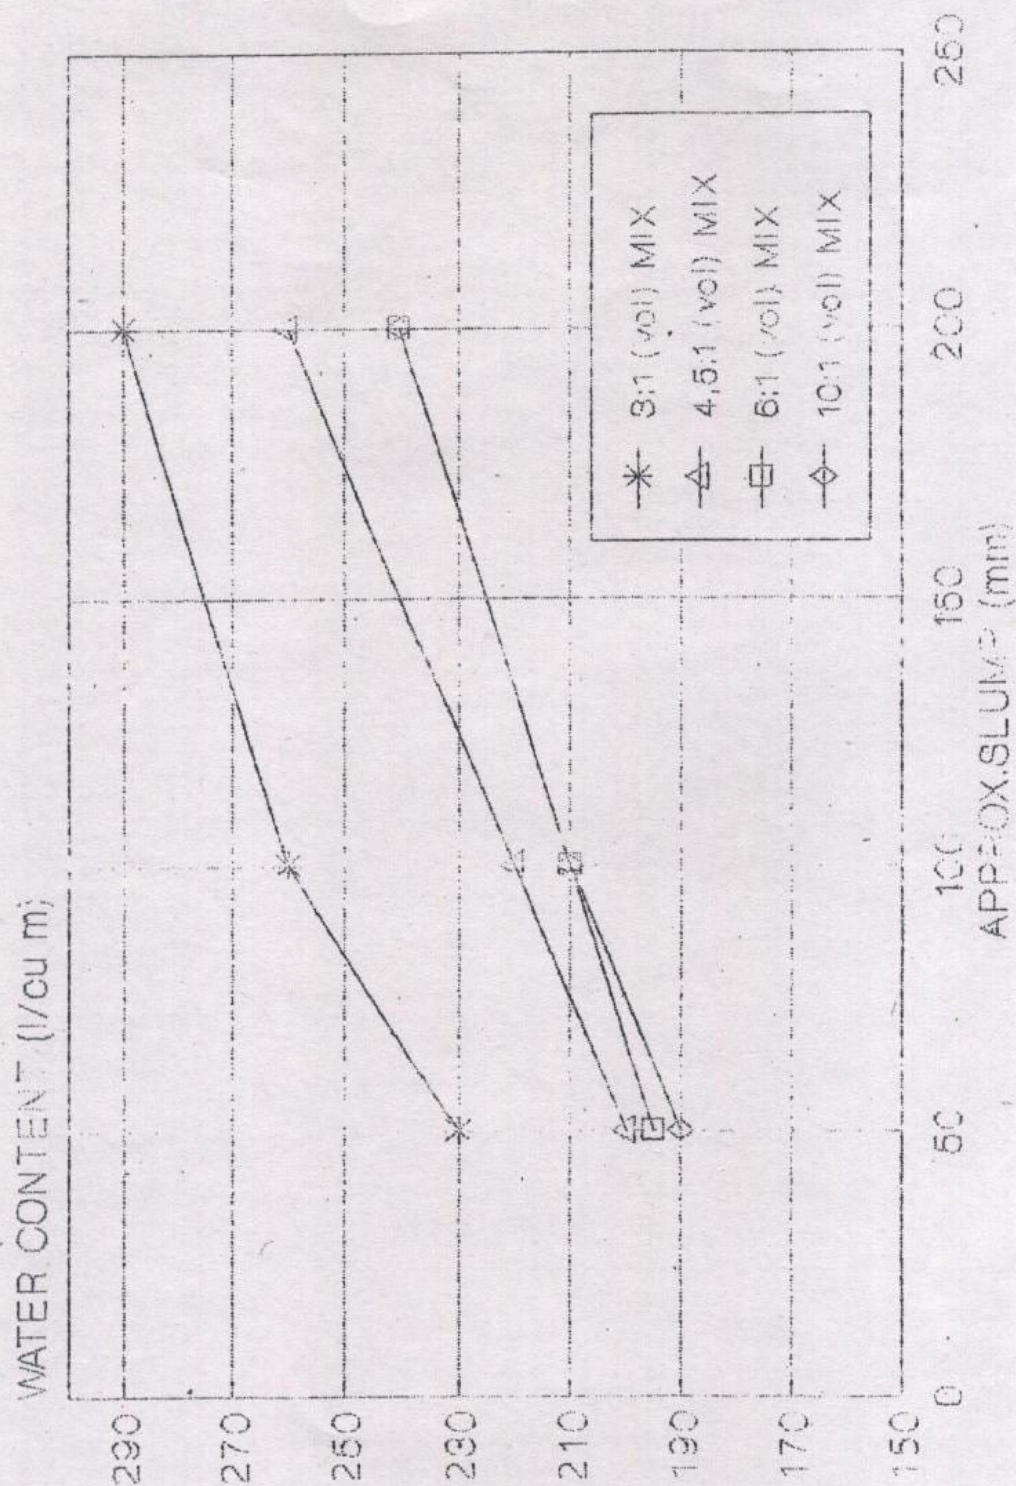 WATER CONTENT (l/cu m)
290
270
250
230
210
190
170
150
0
50
100
150
200
250
APPROX.SLUMP (mm)
3:1 (vol) MIX
4,5:1 (vol) MIX
6:1 (vol) MIX
10:1 (vol) MIX